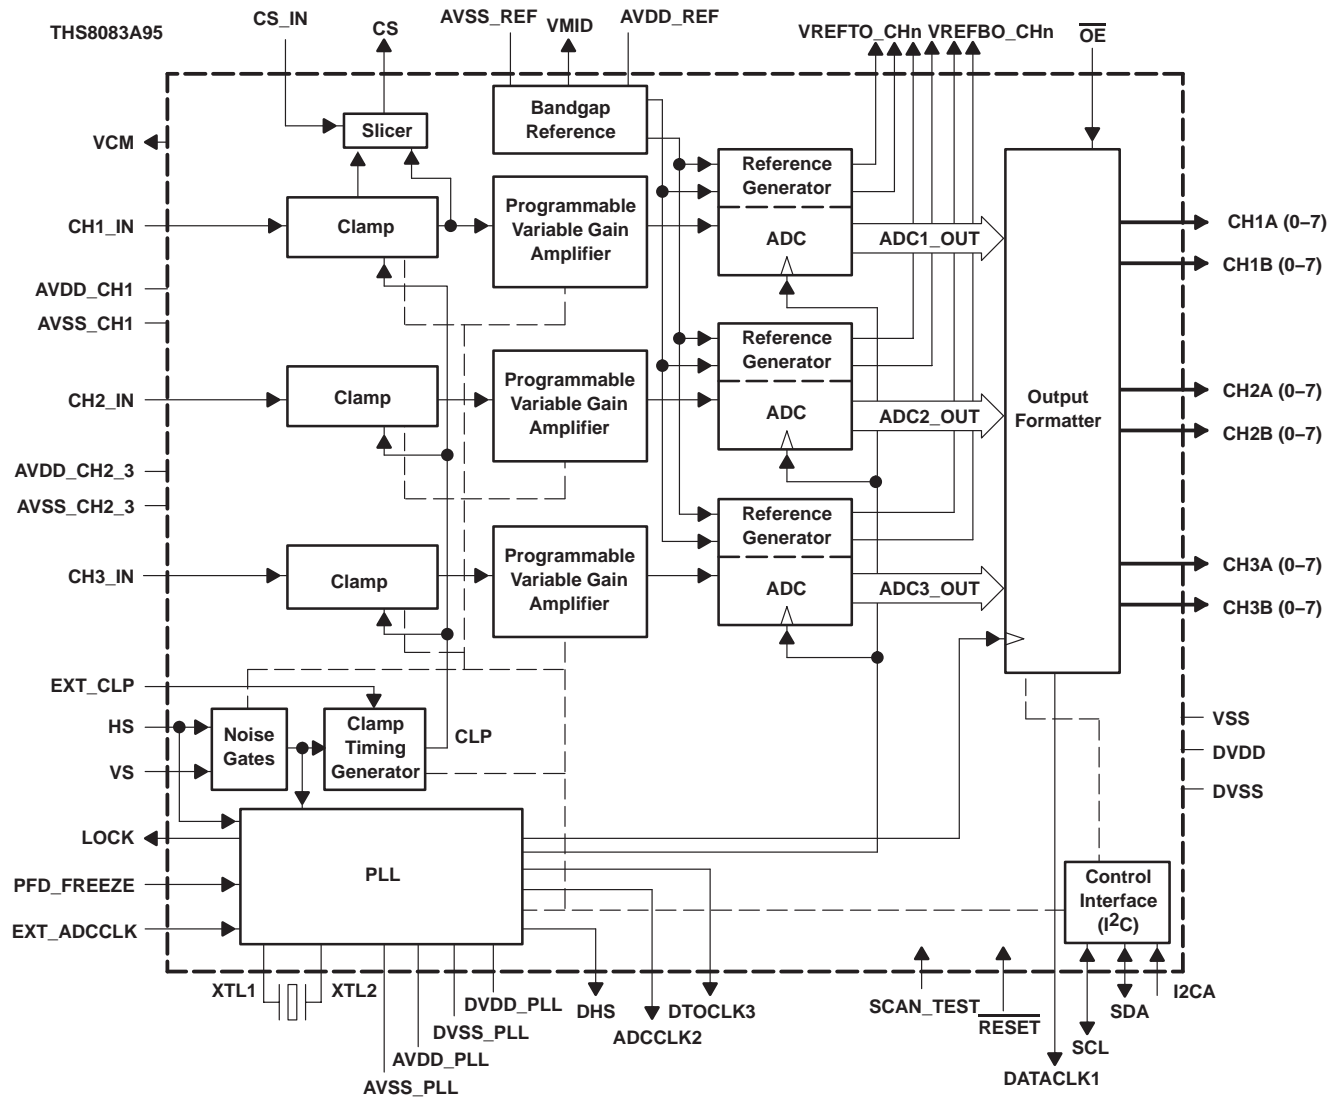 THS8083A95
CS_IN
CS
AVSS_REF
VMID
AVDD_REF
VREFTO_CHn
VREFBO_CHn
OE
Slicer
Bandgap
Reference
VCM
Reference
Generator
CH1_IN
Clamp
Programmable
Variable Gain
Amplifier
ADC
ADC1_OUT
CH1A (0–7)
CH1B (0–7)
AVDD_CH1
AVSS_CH1
Reference
Generator
CH2_IN
Clamp
Programmable
Variable Gain
Amplifier
ADC
ADC2_OUT
Output
Formatter
CH2A (0–7)
CH2B (0–7)
AVDD_CH2_3
AVSS_CH2_3
Reference
Generator
CH3_IN
Clamp
Programmable
Variable Gain
Amplifier
ADC
ADC3_OUT
CH3A (0–7)
CH3B (0–7)
EXT_CLP
HS
VS
Noise
Gates
Clamp
Timing
Generator
CLP
VSS
DVDD
DVSS
LOCK
PFD_FREEZE
EXT_ADCCLK
PLL
Control
Interface
(I2C)
XTL1
XTL2
DVDD_PLL
DVSS_PLL
AVDD_PLL
AVSS_PLL
DHS
ADCCLK2
DTOCLK3
SCAN_TEST
RESET
SCL
SDA
I2CA
DATACLK1